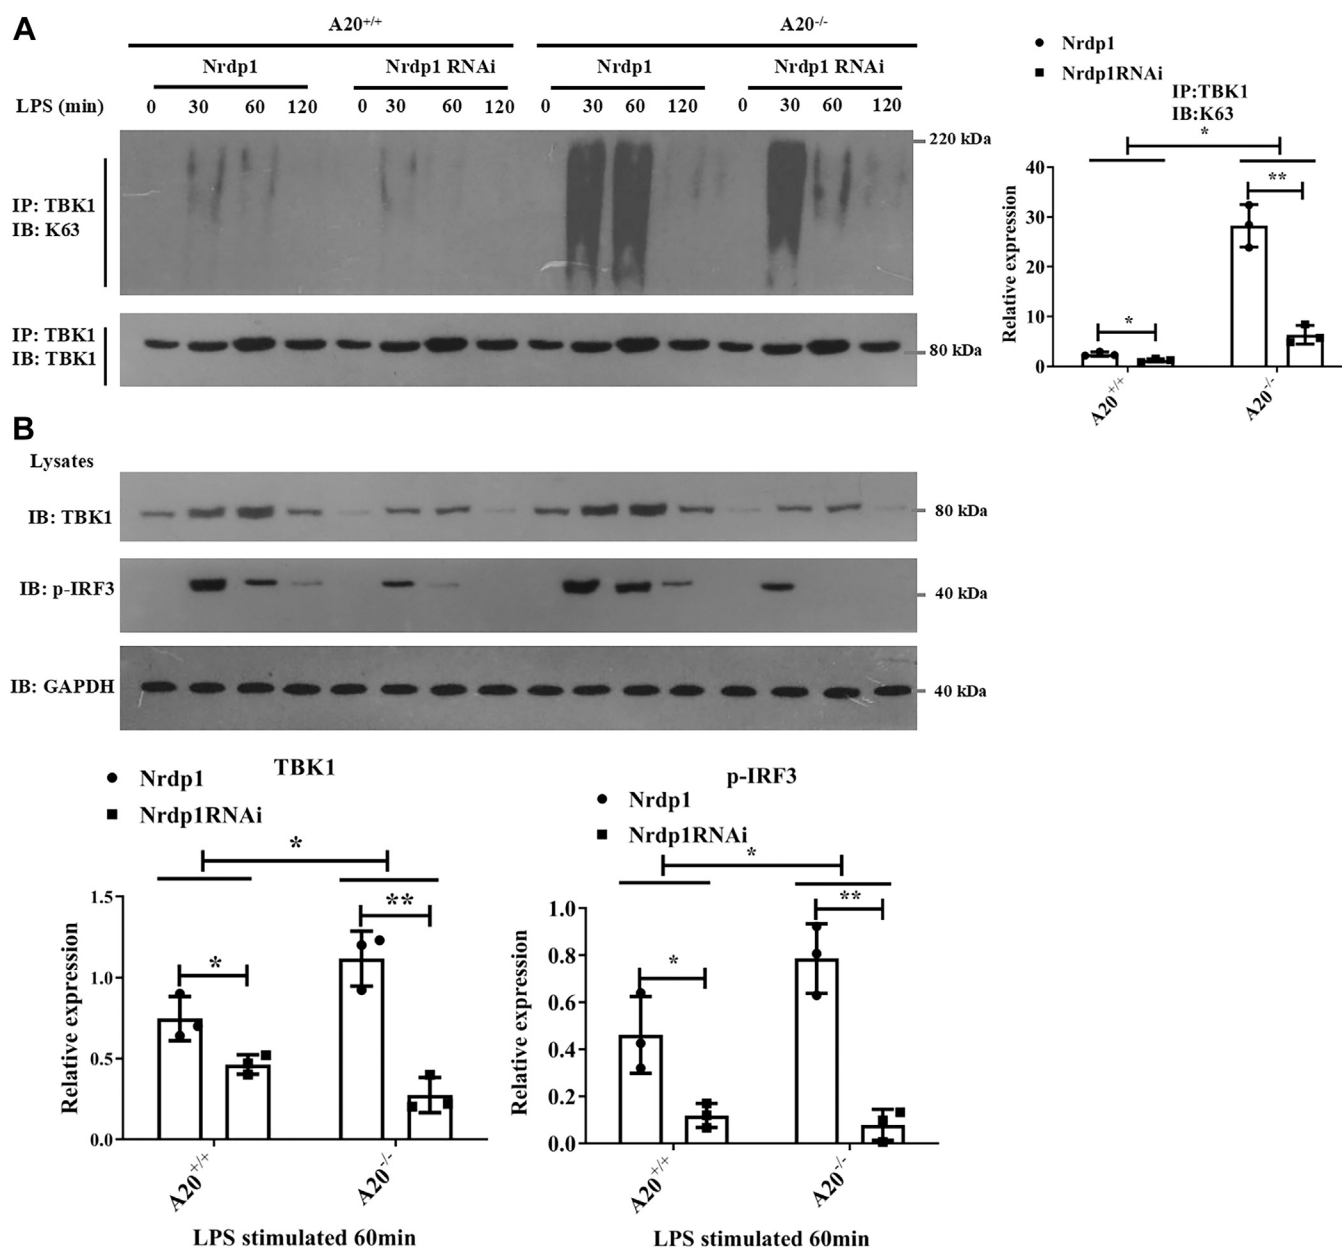 A
A20+/+
A20-/-
Nrdp1
Nrdp1 RNAi
Nrdp1
Nrdp1 RNAi
LPS (min)
0 30 60 120 0 30 60 120 0 30 60 120 0 30 60 120
220 kDa
IP: TBK1
IB: K63
IP: TBK1
IB: TBK1
80 kDa
Nrdp1
Nrdp1RNAi
IP:TBK1
IB:K63
*
**
*
40
30
20
10
0
Relative expression
A20+/+
A20-/-
B
Lysates
IB: TBK1
80 kDa
IB: p-IRF3
40 kDa
IB: GAPDH
40 kDa
TBK1
Nrdp1
Nrdp1RNAi
*
**
*
1.5
1.0
0.5
0.0
Relative expression
A20+/+
A20-/-
LPS stimulated 60min
p-IRF3
Nrdp1
Nrdp1RNAi
*
**
*
1.0
0.8
0.6
0.4
0.2
0.0
Relative expression
A20+/+
A20-/-
LPS stimulated 60min